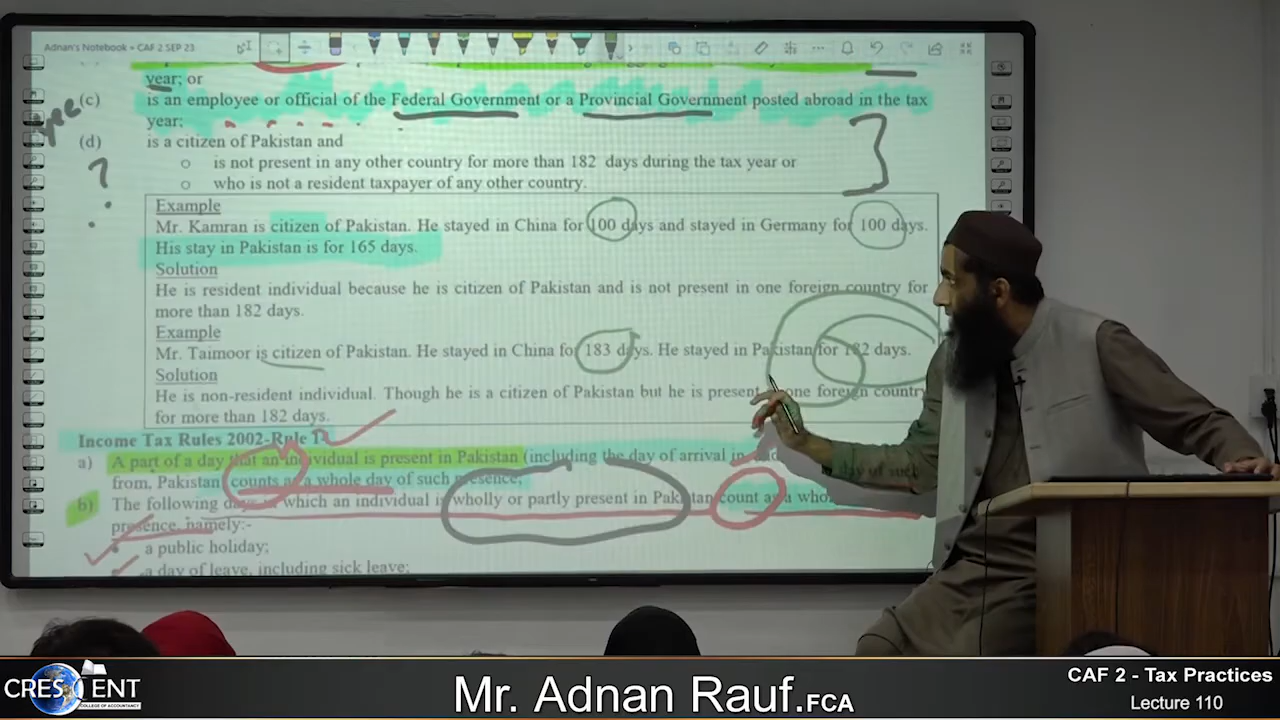 Adnan's Notebook » CAF 2 SEP 23
year; or
(c) is an employee or official of the Federal Government or a Provincial Government posted abroad in the tax
year;
(d) is a citizen of Pakistan and
o is not present in any other country for more than 182 days during the tax year or
o who is not a resident taxpayer of any other country.
?
Example
Mr. Kamran is citizen of Pakistan. He stayed in China for 100 days and stayed in Germany for 100 days.
His stay in Pakistan is for 165 days.
Solution
He is resident individual because he is citizen of Pakistan and is not present in one foreign country for
more than 182 days.
Example
Mr. Taimoor is citizen of Pakistan. He stayed in China fo 183 days. He stayed in Pakistan for 182 days.
Solution
He is non-resident individual. Though he is a citizen of Pakistan but he is present one foreign country
for more than 182 days.
Income Tax Rules 2002-Rule
a) A part of a day that an individual is present in Pakistan (including the day of arrival in
from, Pakistan counts as a whole day of such presence;
b) The following days which an individual is wholly or partly present in Pakistan count as a
presence, namely:-
a public holiday;
a day of leave, including sick leave;
CRESCENT
COLLEGE OF ACCOUNTANCY
Mr. Adnan Rauf.FCA
CAF 2 - Tax Practices
Lecture 110